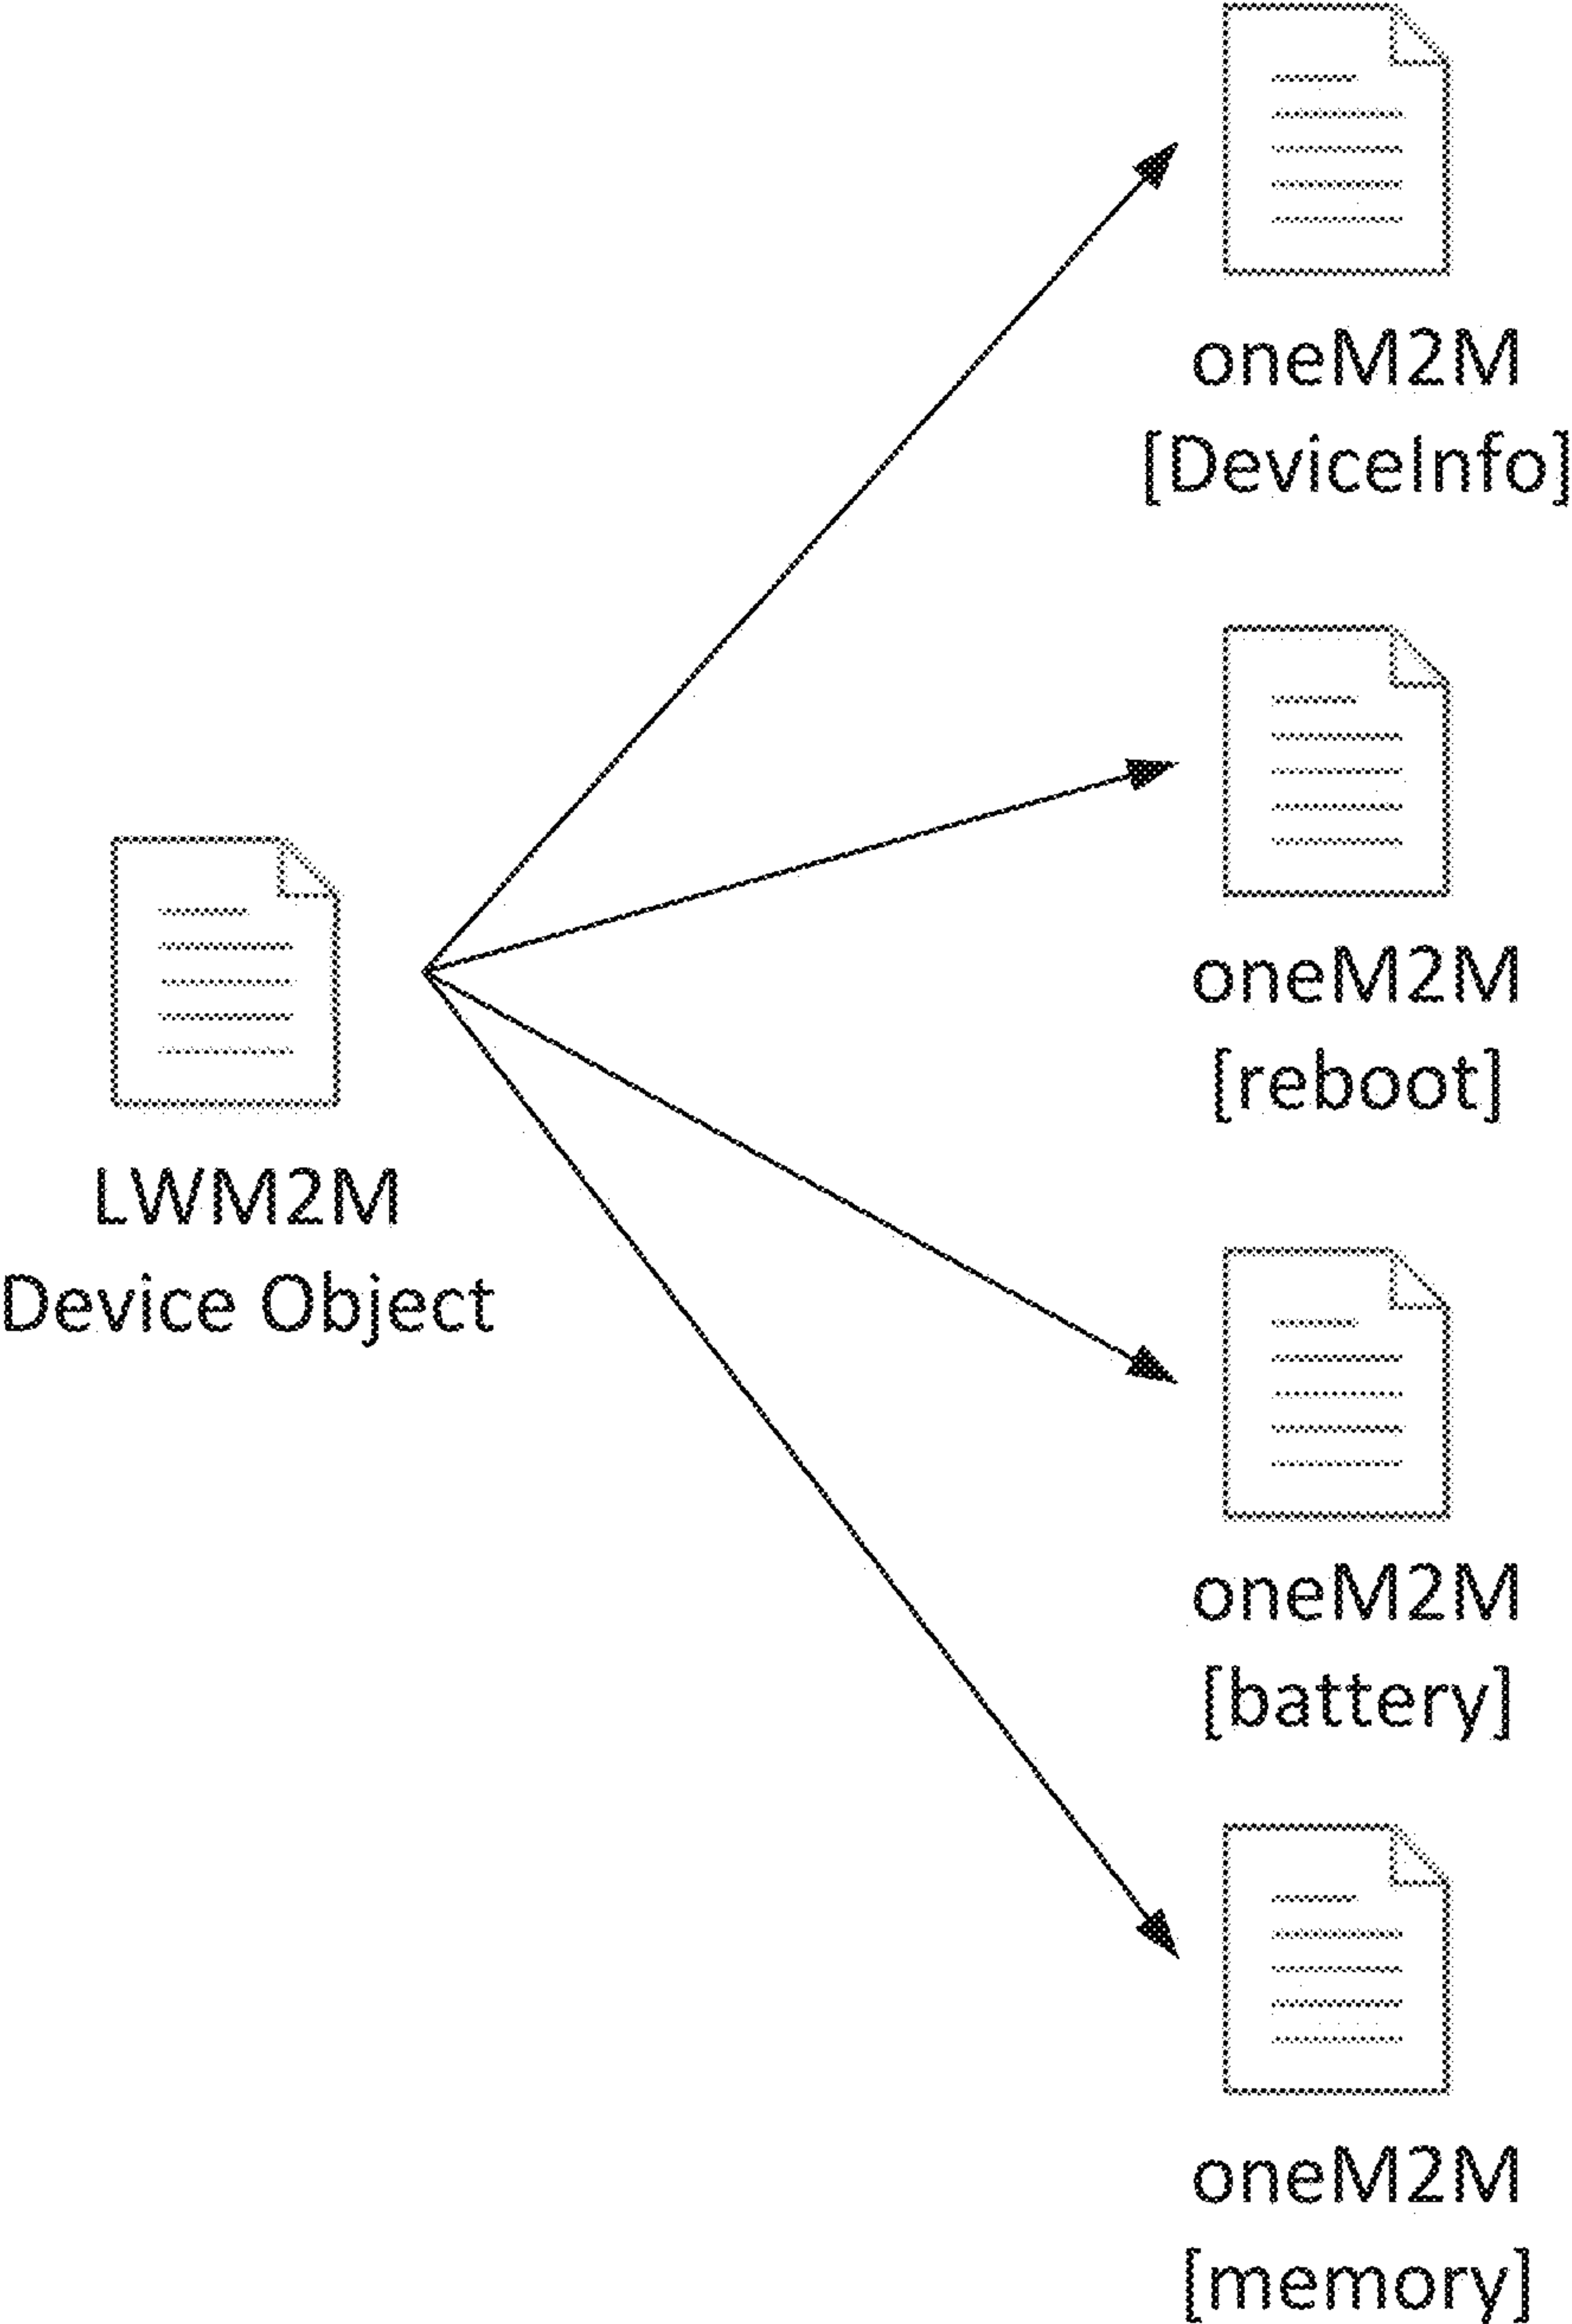 oneM2M
[DeviceInfo]
oneM2M
[reboot]
LWM2M
Device Object
oneM2M
[battery]
oneM2M
[memory]